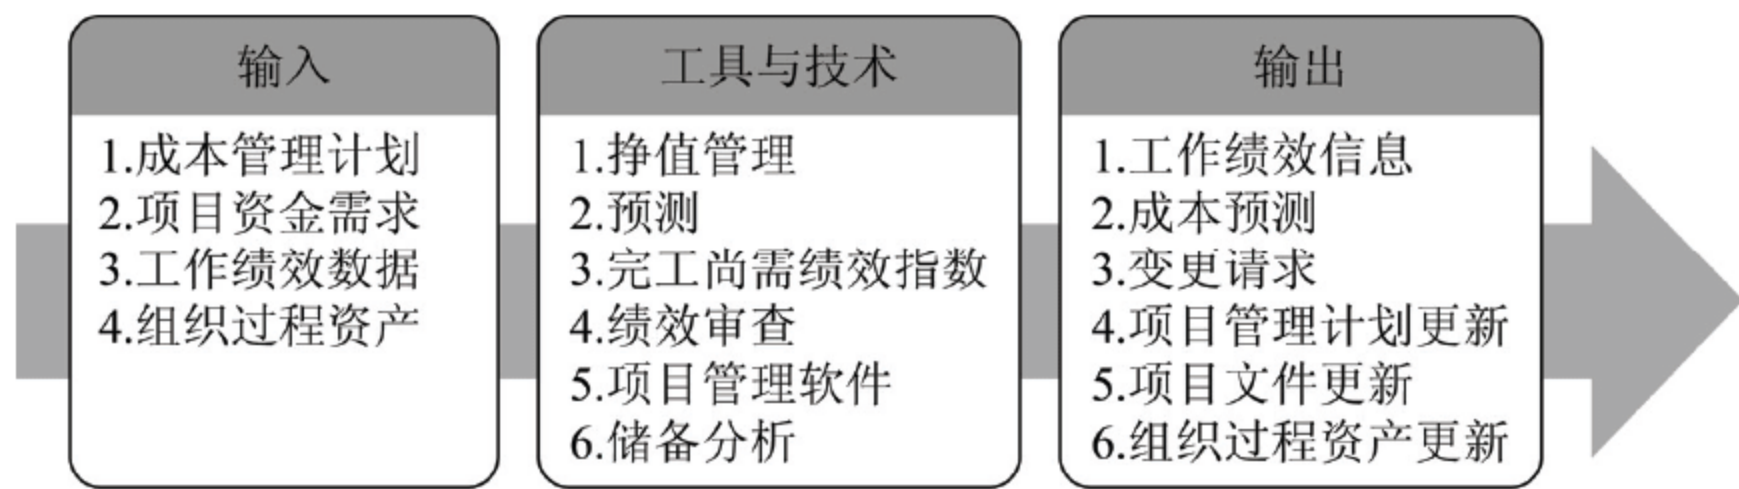 输入
1.成本管理计划
2.项目资金需求
3.工作绩效数据
4.组织过程资产
工具与技术
1.挣值管理
2.预测
3.完工尚需绩效指数
4.绩效审查
5.项目管理软件
6.储备分析
输出
1.工作绩效信息
2.成本预测
3.变更请求
4.项目管理计划更新
5.项目文件更新
6.组织过程资产更新